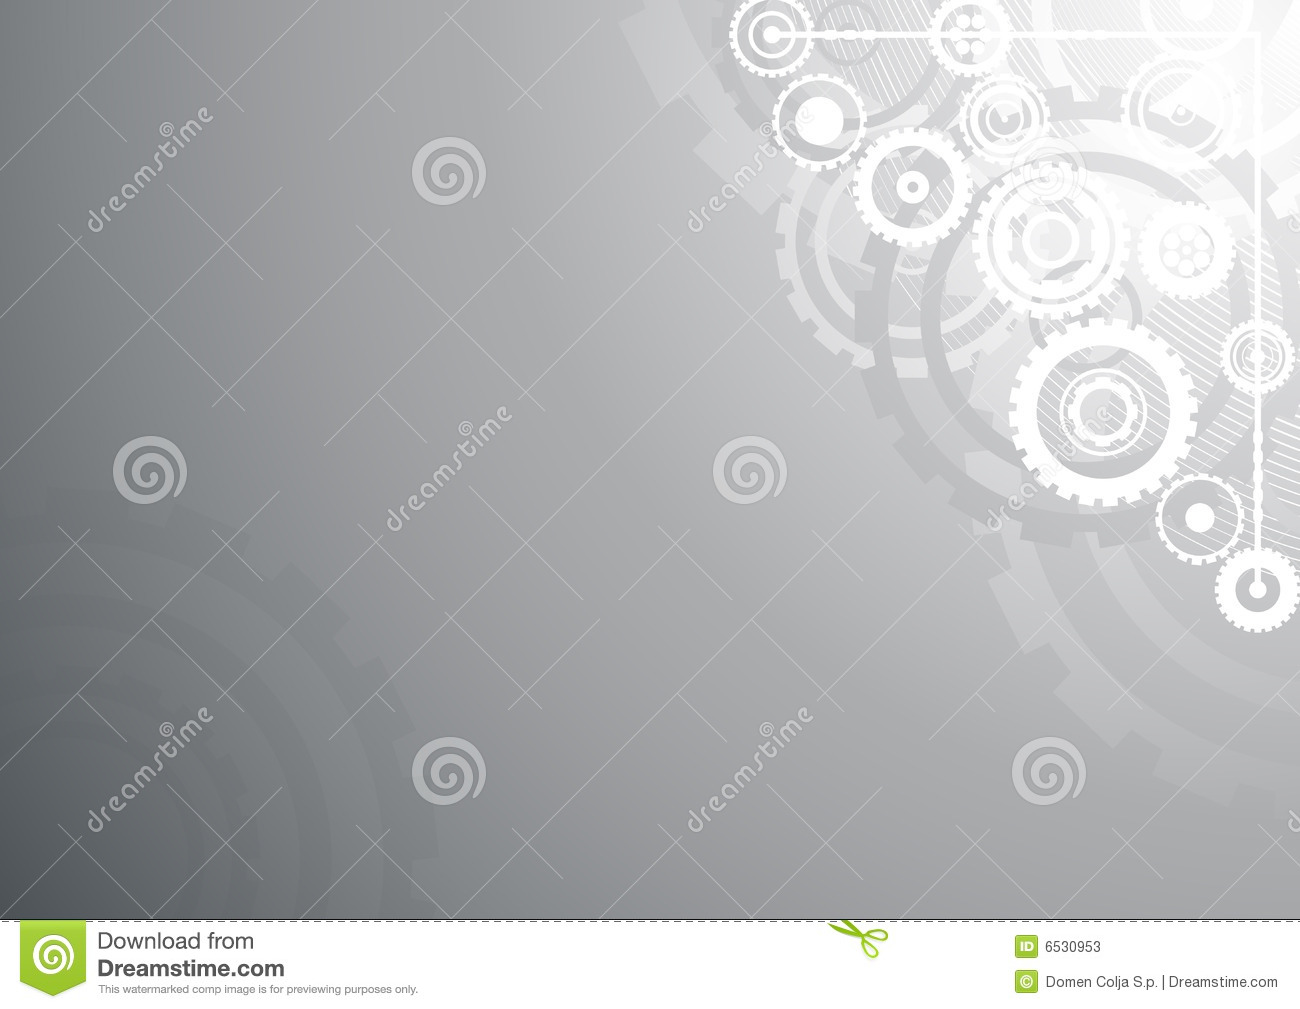 dreamstime
dreamstime
dreamstime
dreamstime
dreamstime
dreamstime
Download from
Dreamstime.com
This watermarked comp image is for previewing purposes only.
ID 6530953
© Domen Colja S.p. | Dreamstime.com